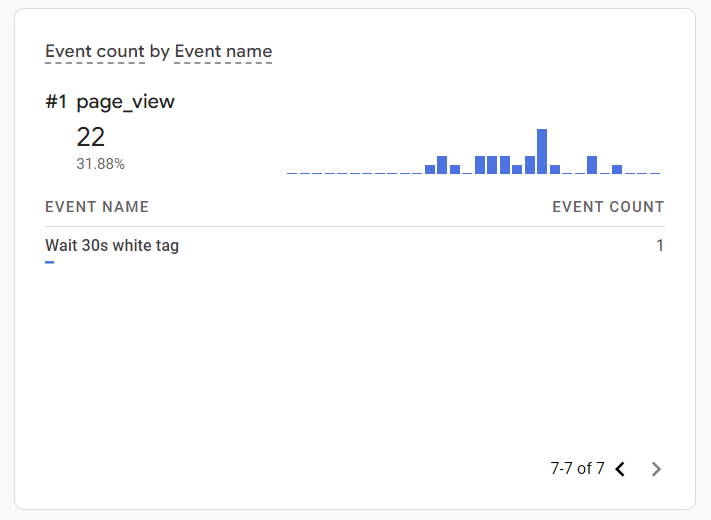 Event count by Event name
#1 page_view
22
31.88%
EVENT NAME EVENT COUNT
Wait 30s white tag 1
7-7 of 7